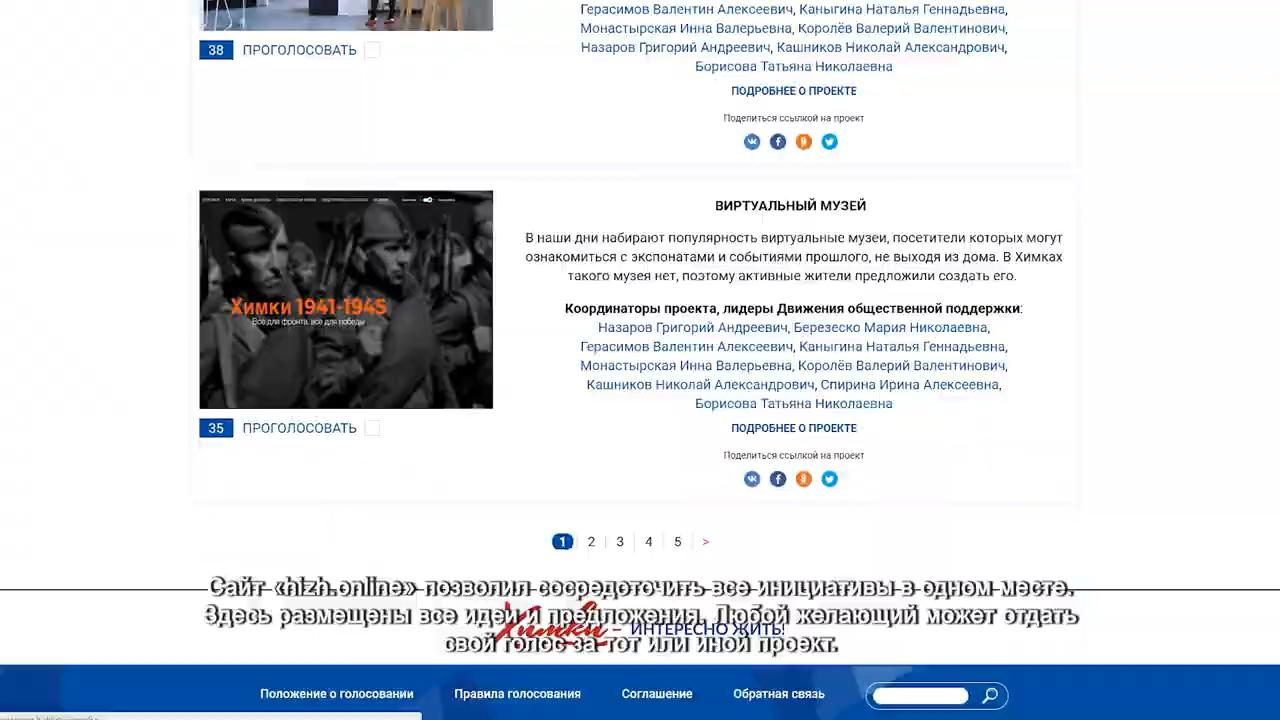 Герасимов Валентин Алексеевич, Каныгина Наталья Геннадьевна,
Монастырская Инна Валерьевна, Королёв Валерий Валентинович,
Назаров Григорий Андреевич, Кашников Николай Александрович,
Борисова Татьяна Николаевна
38 ПРОГОЛОСОВАТЬ
ПОДРОБНЕЕ О ПРОЕКТЕ
Поделиться ссылкой на проект
Химки 1941-1945
Все для фронта, все для победы
35 ПРОГОЛОСОВАТЬ
ВИРТУАЛЬНЫЙ МУЗЕЙ
В наши дни набирают популярность виртуальные музеи, посетители которых могут
ознакомиться с экспонатами и событиями прошлого, не выходя из дома. В Химках
такого музея нет, поэтому активные жители предложили создать его.
Координаторы проекта, лидеры Движения общественной поддержки:
Назаров Григорий Андреевич, Березеско Мария Николаевна,
Герасимов Валентин Алексеевич, Каныгина Наталья Геннадьевна,
Монастырская Инна Валерьевна, Королёв Валерий Валентинович,
Кашников Николай Александрович, Спирина Ирина Алексеевна,
Борисова Татьяна Николаевна
ПОДРОБНЕЕ О ПРОЕКТЕ
Поделиться ссылкой на проект
1 2 3 4 5 >
Сайт «hizh.online» позволил сосредоточить все инициативы в одном месте.
Здесь размещены все идеи и предложения. Любой желающий может отдать
свой голос за тот или иной проект.
Химки – ИНТЕРЕСНО ЖИТЬ!
Положение о голосовании Правила голосования Соглашение Обратная связь